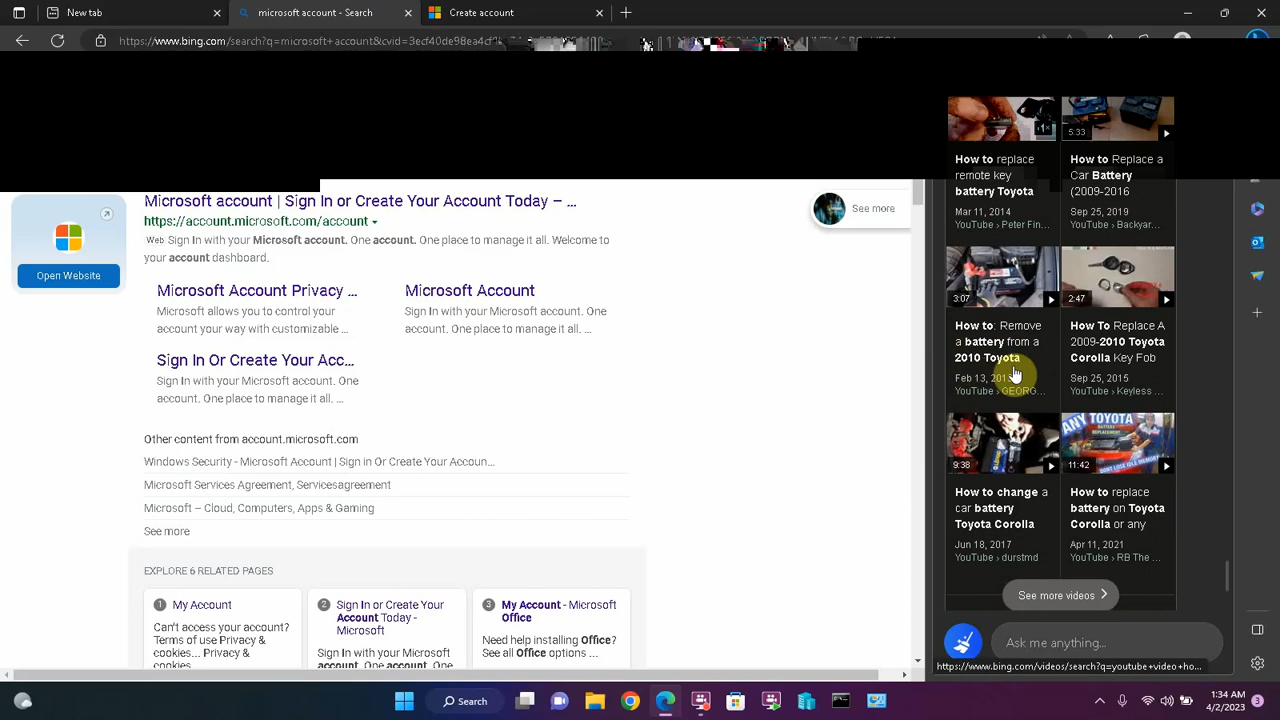 New tab
microsoft account - Search
Create account
Microsoft account | Sign In or Create Your Account Today – ...
https://account.microsoft.com/account
Web Sign In with your Microsoft account. One account. One place to manage it all. Welcome to
your account dashboard.
Open Website
See more
Microsoft Account Privacy ...
Microsoft allows you to control your
account your way with customizable ...
Microsoft Account
Sign In with your Microsoft account. One
account. One place to manage it all. ...
Sign In Or Create Your Acc...
Sign In with your Microsoft account. One
account. One place to manage it all. ...
Other content from account.microsoft.com
Windows Security - Microsoft Account | Sign in Or Create Your Accoun...
Microsoft Services Agreement, Servicesagreement
Microsoft – Cloud, Computers, Apps & Gaming
See more
EXPLORE 6 RELATED PAGES
1 My Account
Can't access your account?
Terms of use Privacy &
cookies... Privacy &
cookies
2 Sign In or Create Your
Account Today -
Microsoft
Sign In with your Microsoft
account. One account. One
3 My Account - Microsoft
Office
Need help installing Office?
See all Office options ...
How to replace
remote key
battery Toyota
Mar 11, 2014
YouTube › Peter Fin...
5:33
How to Replace a
Car Battery
(2009-2016
Sep 25, 2019
YouTube › Backyar...
3:07
How to: Remove
a battery from a
2010 Toyota
Feb 13,
YouTube › GEORG...
2:47
How To Replace A
2009-2010 Toyota
Corolla Key Fob
Sep 25, 2015
YouTube › Keyless ...
9:38
How to change a
car battery
Toyota Corolla
Jun 18, 2017
YouTube › durstmd
ANY TOYOTA
BATTERY
11:42
How to replace
battery on Toyota
Corolla or any
Apr 11, 2021
YouTube › RB The ...
See more videos
Ask me anything...
https://www.bing.com/videos/search?q=youtube+video+ho...
Search
1:34 AM
4/2/2023
3